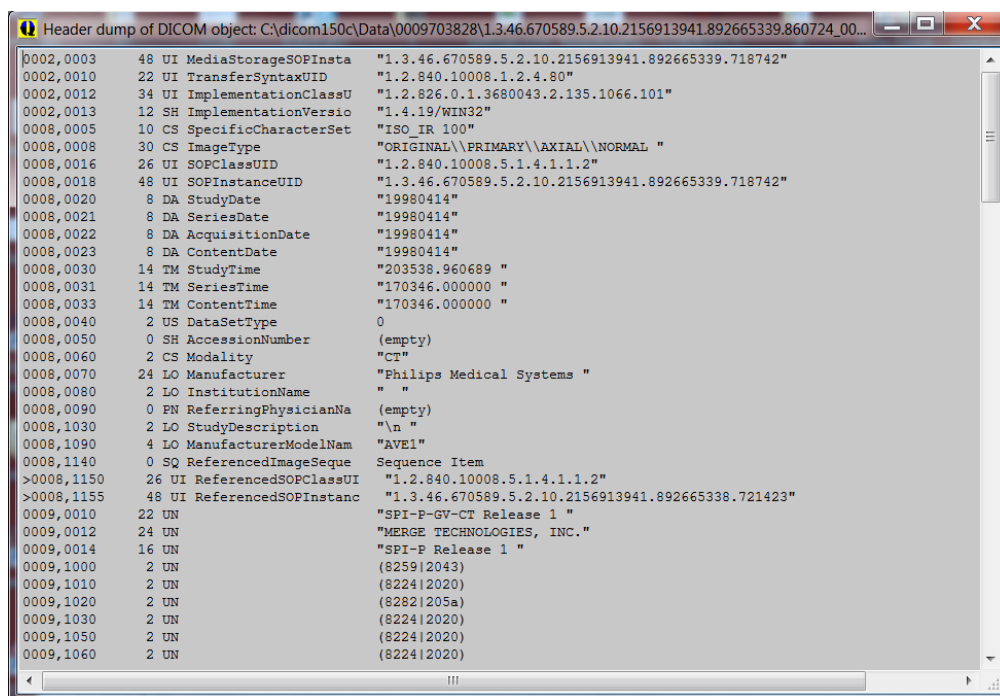 Header dump of DICOM object: C:\dicom150c\Data\0009703828\1.3.46.670589.5.2.10.2156913941.892665339.860724_00...
0002,0003 48 UI MediaStorageSOPInsta "1.3.46.670589.5.2.10.2156913941.892665339.718742"
0002,0010 22 UI TransferSyntaxUID "1.2.840.10008.1.2.4.80"
0002,0012 34 UI ImplementationClassU "1.2.826.0.1.3680043.2.135.1066.101"
0002,0013 12 SH ImplementationVersio "1.4.19/WIN32"
0008,0005 10 CS SpecificCharacterSet "ISO_IR 100"
0008,0008 30 CS ImageType "ORIGINAL\\PRIMARY\\AXIAL\\NORMAL "
0008,0016 26 UI SOPClassUID "1.2.840.10008.5.1.4.1.1.2"
0008,0018 48 UI SOPInstanceUID "1.3.46.670589.5.2.10.2156913941.892665339.718742"
0008,0020 8 DA StudyDate "19980414"
0008,0021 8 DA SeriesDate "19980414"
0008,0022 8 DA AcquisitionDate "19980414"
0008,0023 8 DA ContentDate "19980414"
0008,0030 14 TM StudyTime "203538.960689 "
0008,0031 14 TM SeriesTime "170346.000000 "
0008,0033 14 TM ContentTime "170346.000000 "
0008,0040 2 US DataSetType 0
0008,0050 0 SH AccessionNumber (empty)
0008,0060 2 CS Modality "CT"
0008,0070 24 LO Manufacturer "Philips Medical Systems "
0008,0080 2 LO InstitutionName "  "
0008,0090 0 PN ReferringPhysicianNa (empty)
0008,1030 2 LO StudyDescription "\n "
0008,1090 4 LO ManufacturerModelNam "AVE1"
0008,1140 0 SQ ReferencedImageSeque Sequence Item
>0008,1150 26 UI ReferencedSOPClassUI "1.2.840.10008.5.1.4.1.1.2"
>0008,1155 48 UI ReferencedSOPInstanc "1.3.46.670589.5.2.10.2156913941.892665338.721423"
0009,0010 22 UN "SPI-P-GV-CT Release 1 "
0009,0012 24 UN "MERGE TECHNOLOGIES, INC."
0009,0014 16 UN "SPI-P Release 1 "
0009,1000 2 UN (8259|2043)
0009,1010 2 UN (8224|2020)
0009,1020 2 UN (8282|205a)
0009,1030 2 UN (8224|2020)
0009,1050 2 UN (8224|2020)
0009,1060 2 UN (8224|2020)